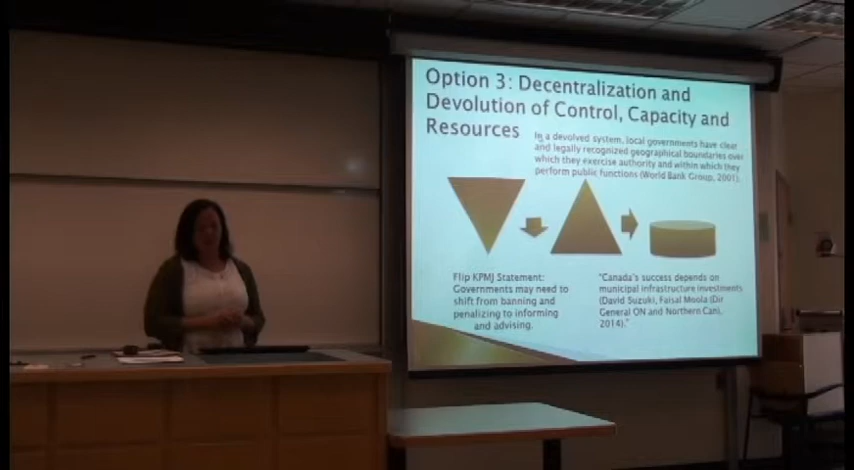 Option 3: Decentralization and
Devolution of Control, Capacity and
Resources
In a devolved system, local governments have clear
and legally recognized geographical boundaries over
which they exercise authority and within which they
perform public functions (World Bank Group, 2001).
Flip KPMJ Statement:
Governments may need to
shift from banning and
penalizing to informing
and advising.
"Canada's success depends on
municipal infrastructure investments
(David Suzuki, Faisal Moola (Dir
General ON and Northern Can),
2014)."